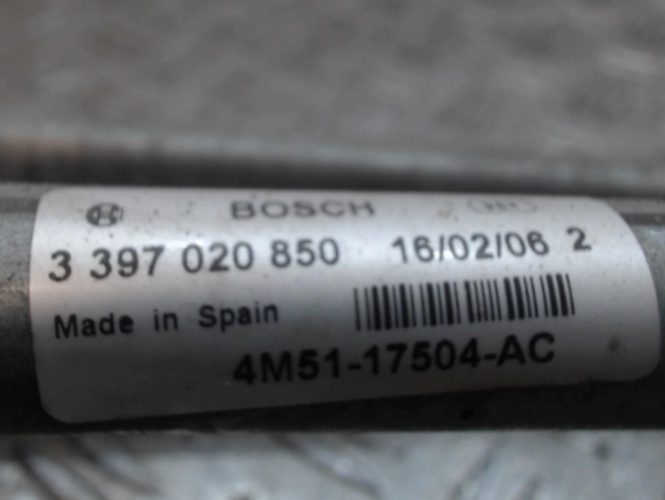 BOSCH
3 397 020 850 16/02/06 2
Made in Spain
4M51-17504-AC